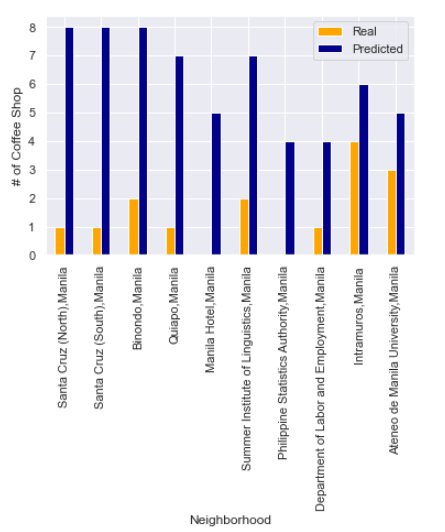 Real
Predicted
# of Coffee Shop
8
7
6
5
4
3
2
1
0
Santa Cruz (North),Manila
Santa Cruz (South),Manila
Binondo,Manila
Quiapo,Manila
Manila Hotel,Manila
Summer Institute of Linguistics,Manila
Philippine Statistics Authority,Manila
Department of Labor and Employment,Manila
Intramuros,Manila
Ateneo de Manila University,Manila
Neighborhood